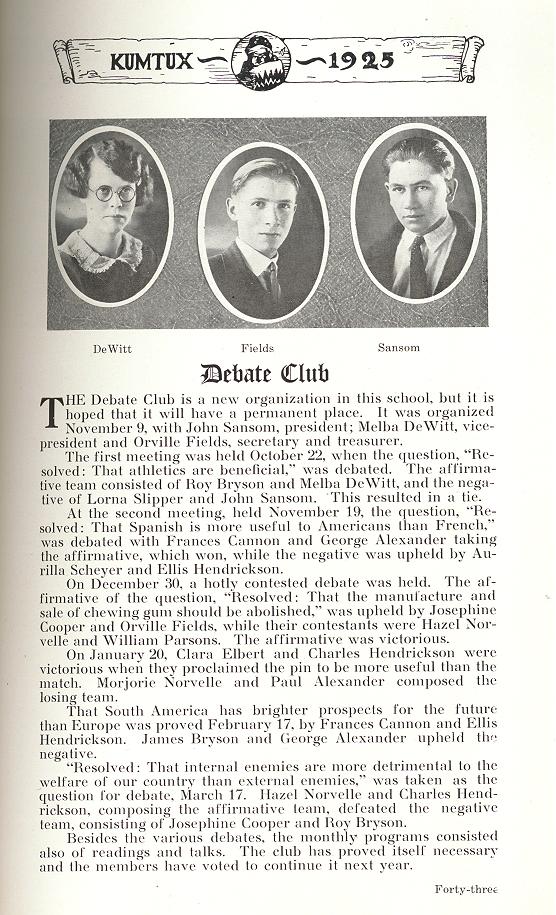 KUMTUX 1925
DeWitt Fields Sansom
Debate Club
THE Debate Club is a new organization in this school, but it is
hoped that it will have a permanent place. It was organized
November 9, with John Sansom, president; Melba DeWitt, vice-
president and Orville Fields, secretary and treasurer.
The first meeting was held October 22, when the question, "Re-
solved: That athletics are beneficial," was debated. The affirma-
tive team consisted of Roy Bryson and Melba DeWitt, and the nega-
tive of Lorna Slipper and John Sansom. This resulted in a tie.
At the second meeting, held November 19, the question, "Re-
solved: That Spanish is more useful to Americans than French,"
was debated with Frances Cannon and George Alexander taking
the affirmative, which won, while the negative was upheld by Au-
rilla Scheyer and Ellis Hendrickson.
On December 30, a hotly contested debate was held. The af-
firmative of the question, "Resolved: That the manufacture and
sale of chewing gum should be abolished," was upheld by Josephine
Cooper and Orville Fields, while their contestants were Hazel Nor-
velle and William Parsons. The affirmative was victorious.
On January 20, Clara Elbert and Charles Hendrickson were
victorious when they proclaimed the pin to be more useful than the
match. Morjorie Norvelle and Paul Alexander composed the
losing team.
That South America has brighter prospects for the future
than Europe was proved February 17, by Frances Cannon and Ellis
Hendrickson. James Bryson and George Alexander upheld the
negative.
"Resolved: That internal enemies are more detrimental to the
welfare of our country than external enemies," was taken as the
question for debate, March 17. Hazel Norvelle and Charles Hend-
rickson, composing the affirmative team, defeated the negative
team, consisting of Josephine Cooper and Roy Bryson.
Besides the various debates, the monthly programs consisted
also of readings and talks. The club has proved itself necessary
and the members have voted to continue it next year.
Forty-three